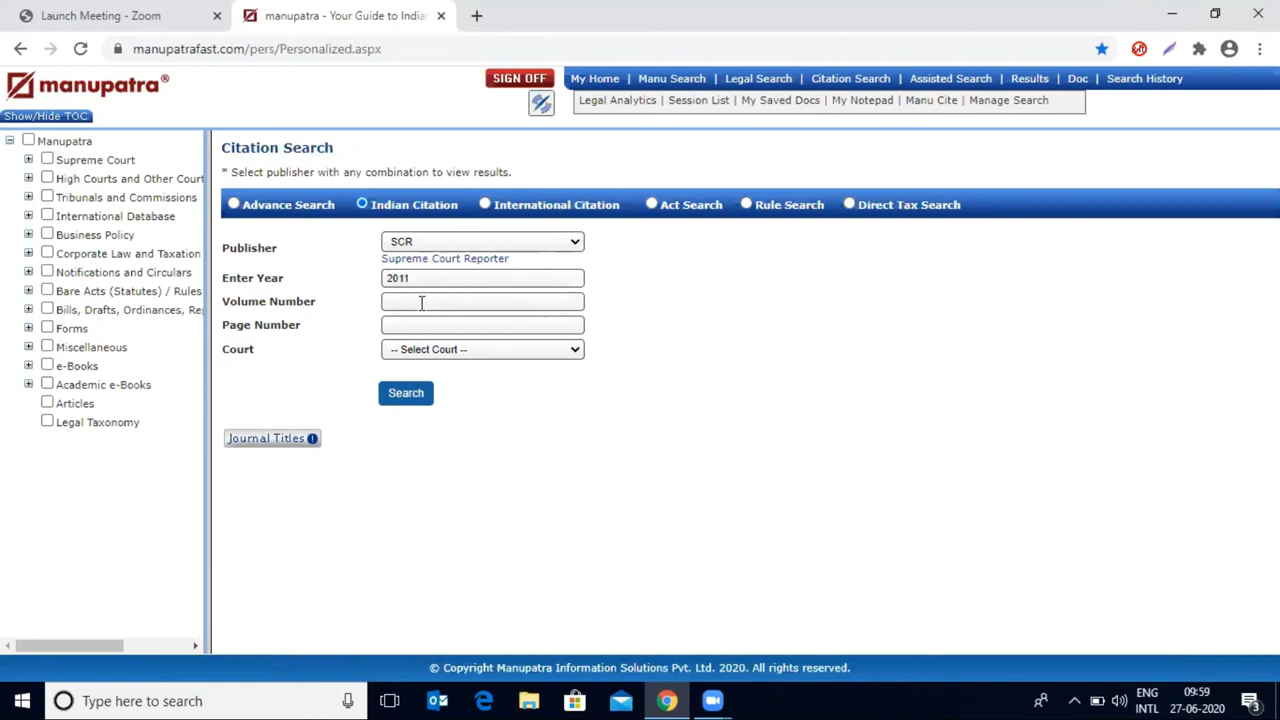 Launch Meeting - Zoom
manupatra - Your Guide to Indian
manupatrafast.com/pers/Personalized.aspx
manupatra®
SIGN OFF
My Home | Manu Search | Legal Search | Citation Search | Assisted Search | Results | Doc | Search History
Legal Analytics | Session List | My Saved Docs | My Notepad | Manu Cite | Manage Search
Show/Hide TOC
Manupatra
Supreme Court
High Courts and Other Court
Tribunals and Commissions
International Database
Business Policy
Corporate Law and Taxation
Notifications and Circulars
Bare Acts (Statutes) / Rules
Bills, Drafts, Ordinances, Re
Forms
Miscellaneous
e-Books
Academic e-Books
Articles
Legal Taxonomy
Citation Search
* Select publisher with any combination to view results.
Advance Search Indian Citation International Citation Act Search Rule Search Direct Tax Search
Publisher SCR
Supreme Court Reporter
Enter Year 2011
Volume Number
Page Number
Court -- Select Court --
Search
Journal Titles
© Copyright Manupatra Information Solutions Pvt. Ltd. 2020. All rights reserved.
Type here to search
ENG
INTL
09:59
27-06-2020
3